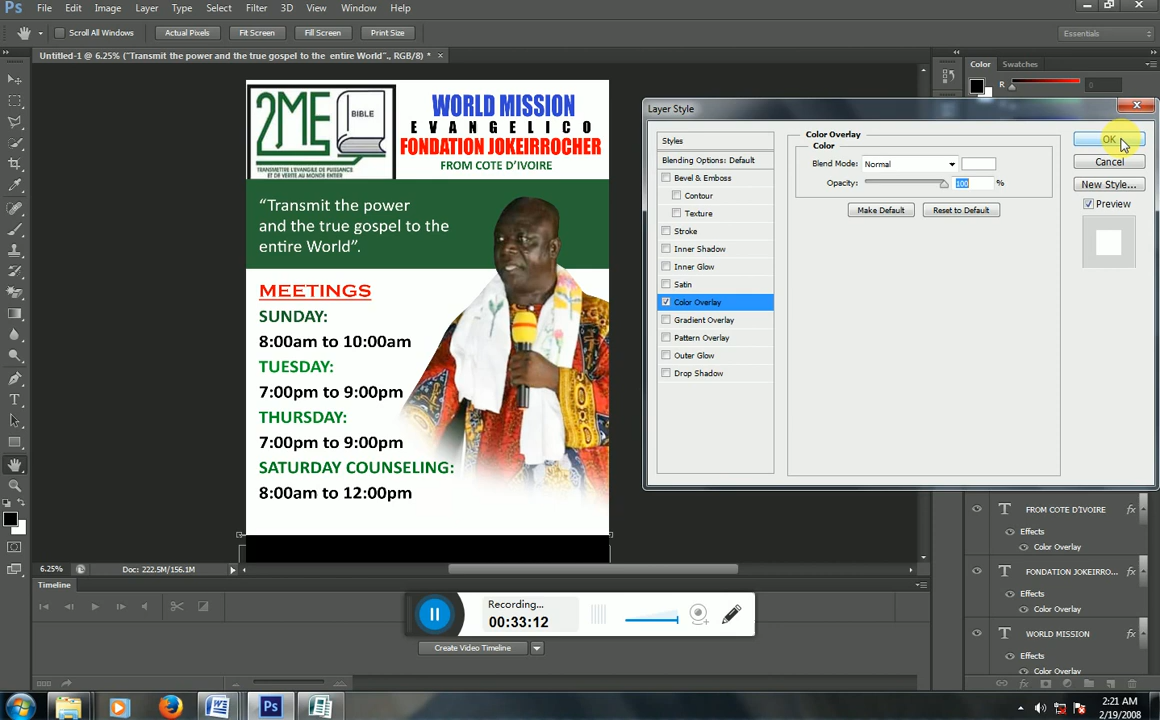 Ps File Edit Image Layer Type Select Filter 3D View Window Help
Scroll All Windows Actual Pixels Fit Screen Fill Screen Print Size Essentials
Untitled-1 @ 6.25% ("Transmit the power and the true gospel to the entire World"., RGB/8) *
Color Swatches
R 0
2ME
BIBLE
TRANSMETTRE L'EVANGILE DE PUISSANCE
ET DE VERITE AU MONDE ENTIER
WORLD MISSION
EVANGELICO
FONDATION JOKEIRROCHER
FROM COTE D'IVOIRE
“Transmit the power
and the true gospel to the
entire World”.
MEETINGS
SUNDAY:
8:00am to 10:00am
TUESDAY:
7:00pm to 9:00pm
THURSDAY:
7:00pm to 9:00pm
SATURDAY COUNSELING:
8:00am to 12:00pm
Layer Style
Styles
Blending Options: Default
Bevel & Emboss
Contour
Texture
Stroke
Inner Shadow
Inner Glow
Satin
Color Overlay
Gradient Overlay
Pattern Overlay
Outer Glow
Drop Shadow
Color Overlay
Color
Blend Mode: Normal
Opacity: 100 %
Make Default Reset to Default
OK
Cancel
New Style...
Preview
FROM COTE D'IVOIRE fx
Effects
Color Overlay
FONDATION JOKEIRRO... fx
Effects
Color Overlay
WORLD MISSION fx
Effects
Color Overlay
6.25% Doc: 222.5M/156.1M
Timeline
Recording...
00:33:12
Create Video Timeline
Ps
2:21 AM
2/19/2008